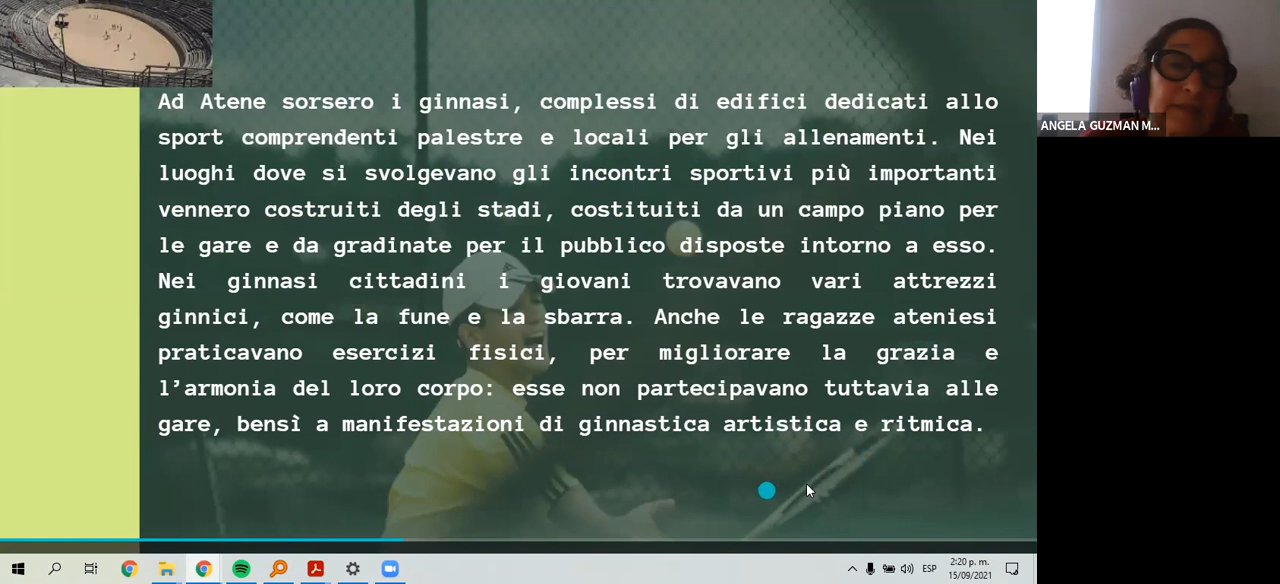 Ad Atene sorsero i ginnasi, complessi di edifici dedicati allo
sport comprendenti palestre e locali per gli allenamenti. Nei
luoghi dove si svolgevano gli incontri sportivi più importanti
vennero costruiti degli stadi, costituiti da un campo piano per
le gare e da gradinate per il pubblico disposte intorno a esso.
Nei ginnasi cittadini i giovani trovavano vari attrezzi
ginnici, come la fune e la sbarra. Anche le ragazze ateniesi
praticavano esercizi fisici, per migliorare la grazia e
l’armonia del loro corpo: esse non partecipavano tuttavia alle
gare, bensì a manifestazioni di ginnastica artistica e ritmica.
ANGELA GUZMAN M...
ESP
2:20 p. m.
15/09/2021